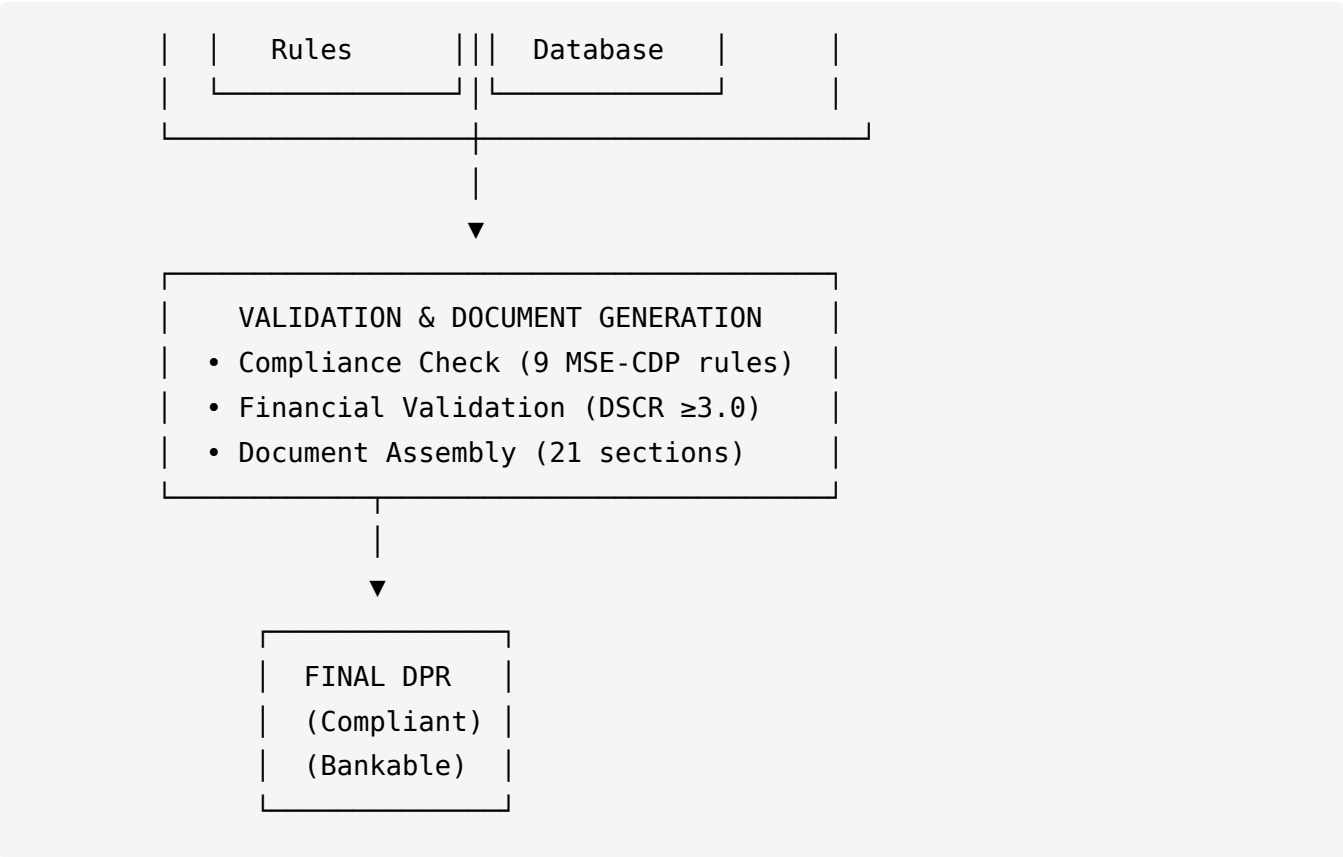 Rules Database
VALIDATION & DOCUMENT GENERATION
• Compliance Check (9 MSE-CDP rules)
• Financial Validation (DSCR ≥3.0)
• Document Assembly (21 sections)
FINAL DPR
(Compliant)
(Bankable)